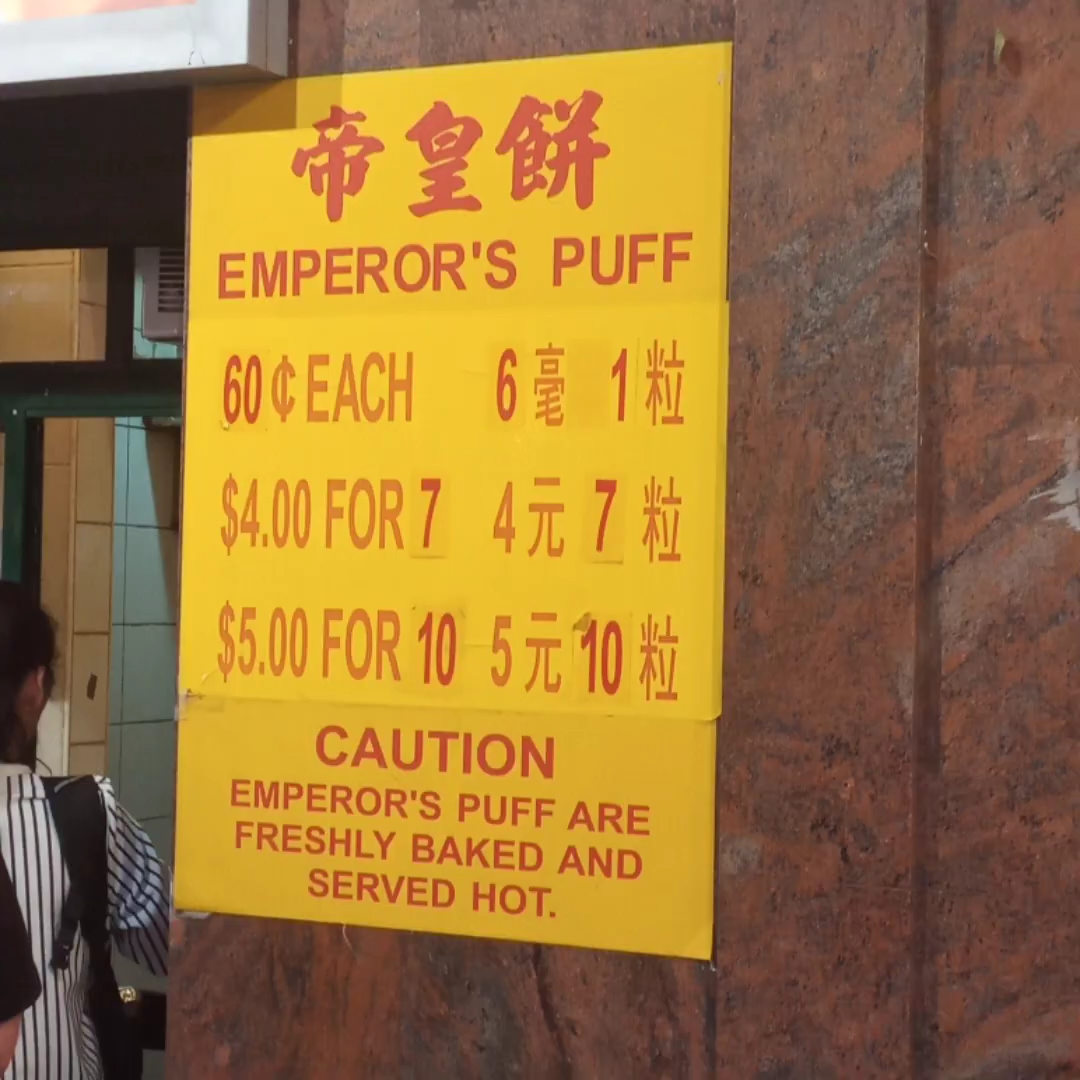 帝皇餅
EMPEROR'S PUFF
60¢ EACH 6毫 1粒
$4.00 FOR 7 4元 7粒
$5.00 FOR 10 5元 10粒
CAUTION
EMPEROR'S PUFF ARE
FRESHLY BAKED AND
SERVED HOT.